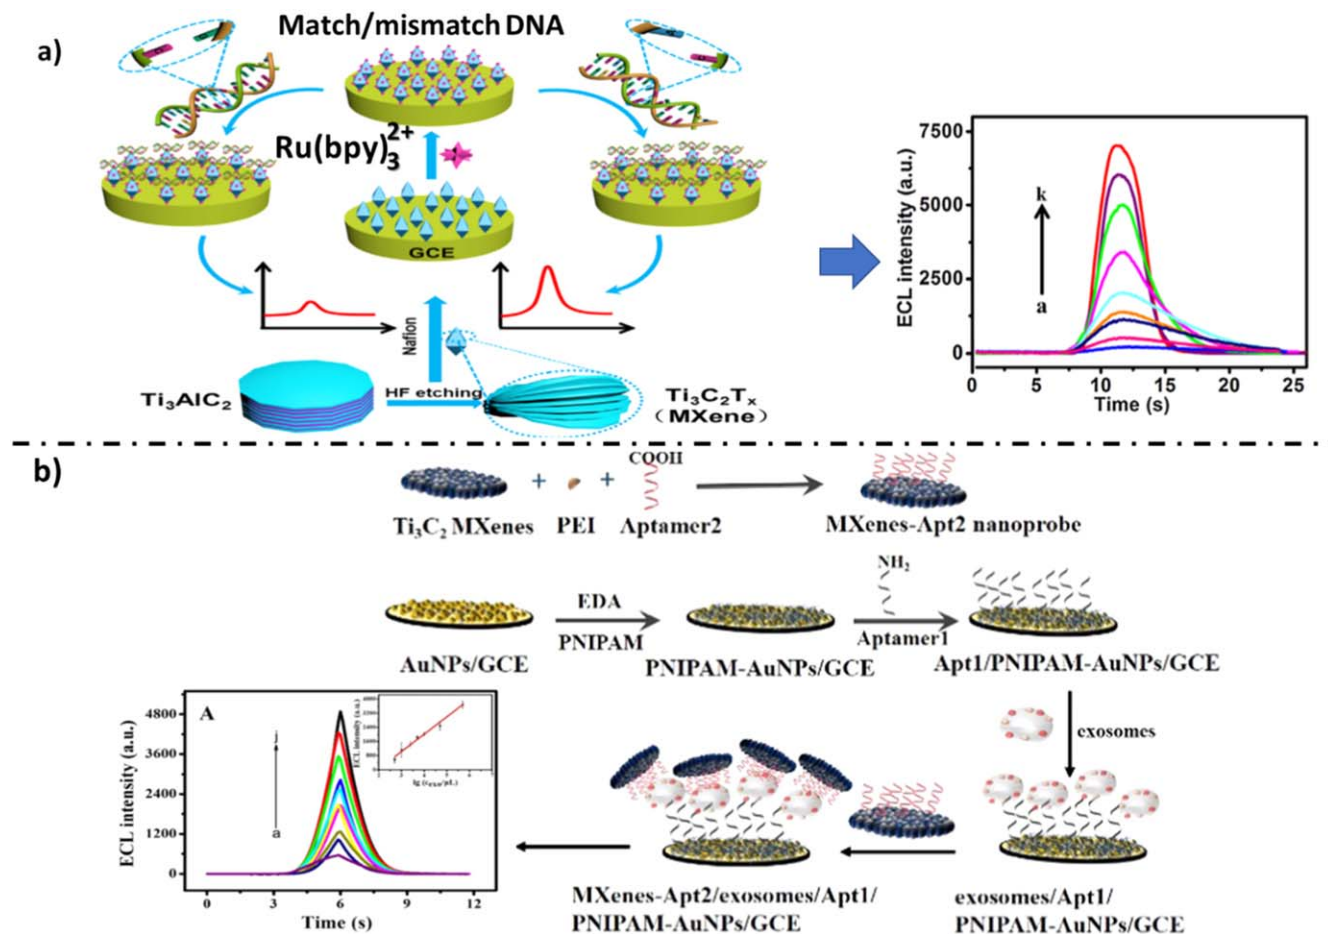 a)
Match/mismatch DNA
Ru(bpy)₃²⁺
GCE
Nafion
Ti₃AlC₂
HF etching
Ti₃C₂Tₓ
(MXene)
ECL intensity (a.u.)
7500
5000
2500
0
k
a
0 5 10 15 20 25
Time (s)
b)
COOH
+ +
Ti₃C₂ MXenes PEI Aptamer2
MXenes-Apt2 nanoprobe
NH₂
EDA
PNIPAM
Aptamer1
AuNPs/GCE
PNIPAM-AuNPs/GCE
Apt1/PNIPAM-AuNPs/GCE
exosomes
exosomes/Apt1/
PNIPAM-AuNPs/GCE
MXenes-Apt2/exosomes/Apt1/
PNIPAM-AuNPs/GCE
A
ECL intensity (a.u.)
4800
3600
2400
1200
0
j
a
ECL intensity (a.u.)
0 3 6 9 12
Time (s)